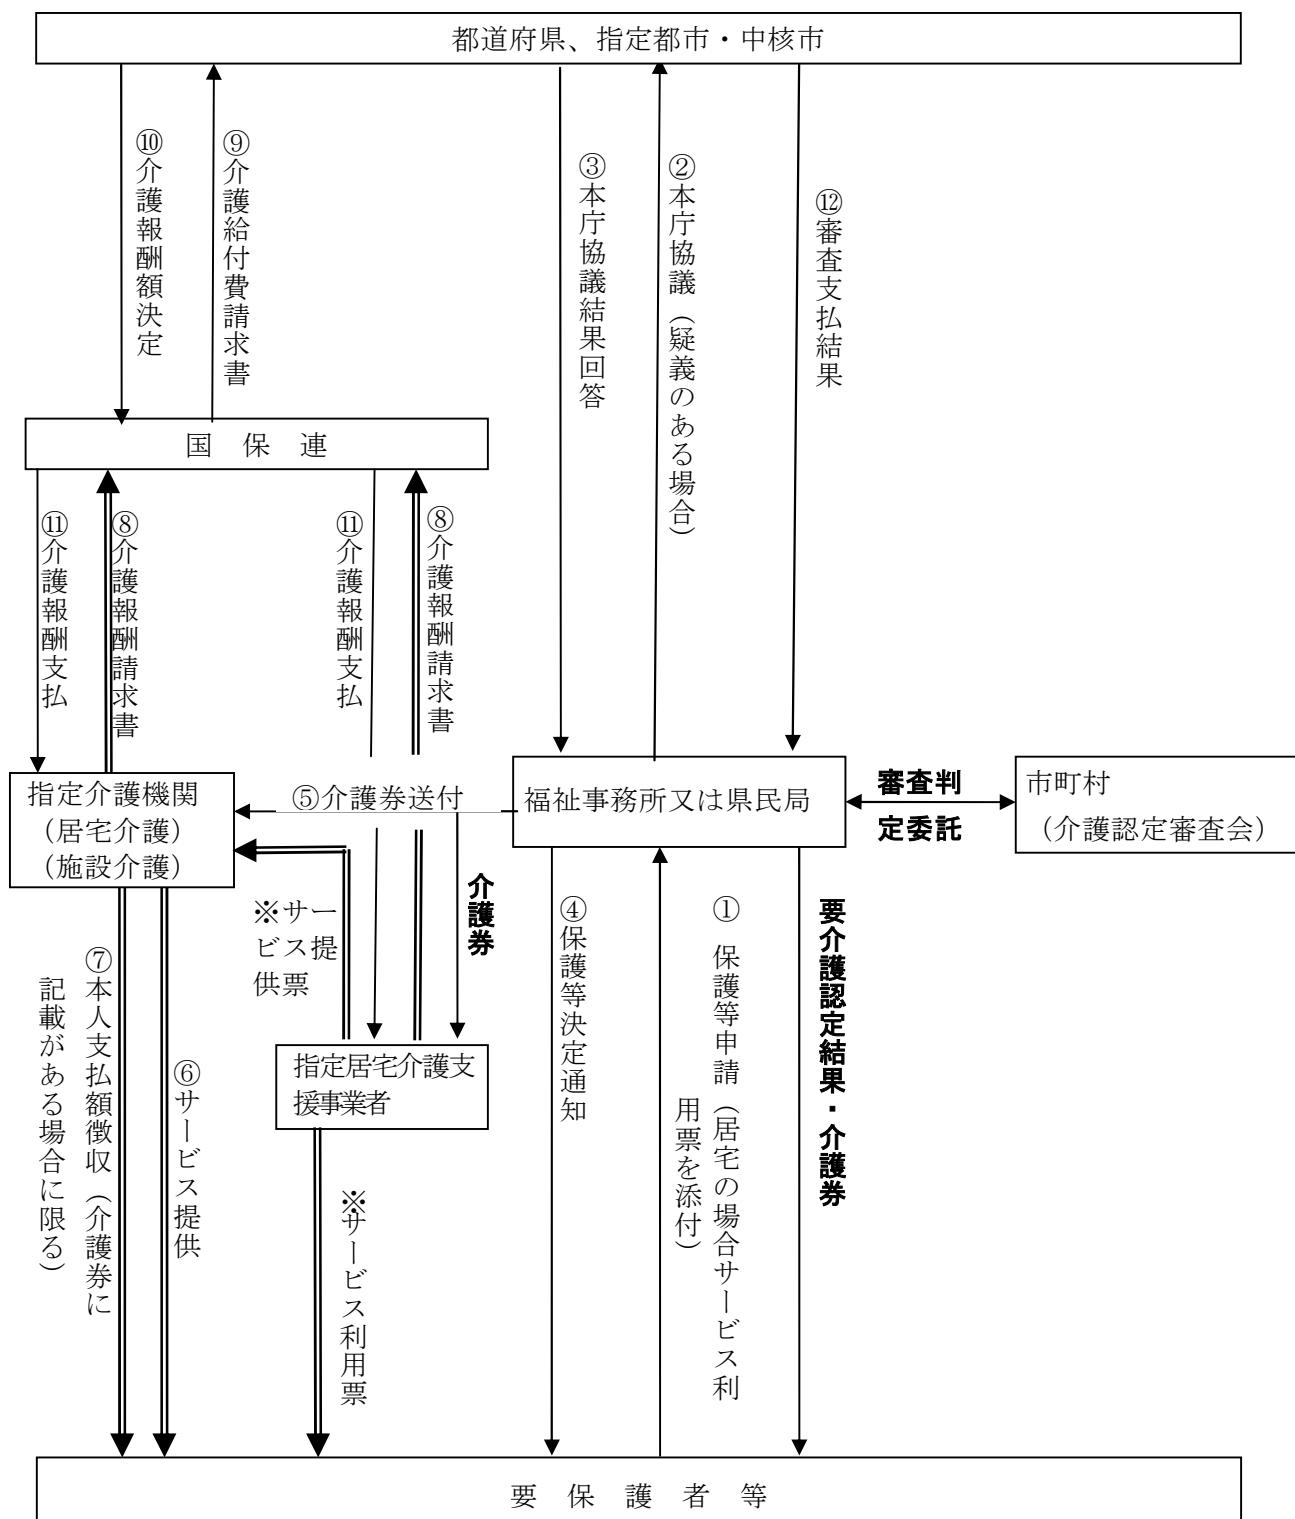 都道府県、指定都市・中核市
⑩介護報酬額決定
⑨介護給付費請求書
③本庁協議結果回答
②本庁協議（疑義のある場合）
⑫審査支払結果
国 保 連
⑪介護報酬支払
⑧介護報酬請求書
⑪介護報酬支払
⑧介護報酬請求書
指定介護機関
（居宅介護）
（施設介護）
⑤介護券送付
福祉事務所又は県民局
審査判
定委託
市町村
（介護認定審査会）
※サー
ビス提
供票
介護券
指定居宅介護支
援事業者
⑦本人支払額徴収（介護券に
記載がある場合に限る）
⑥サービス提供
※サービス利用票
④保護等決定通知
① 保護等申請（居宅の場合サービス利
用票を添付）
要介護認定結果・介護券
要 保 護 者 等